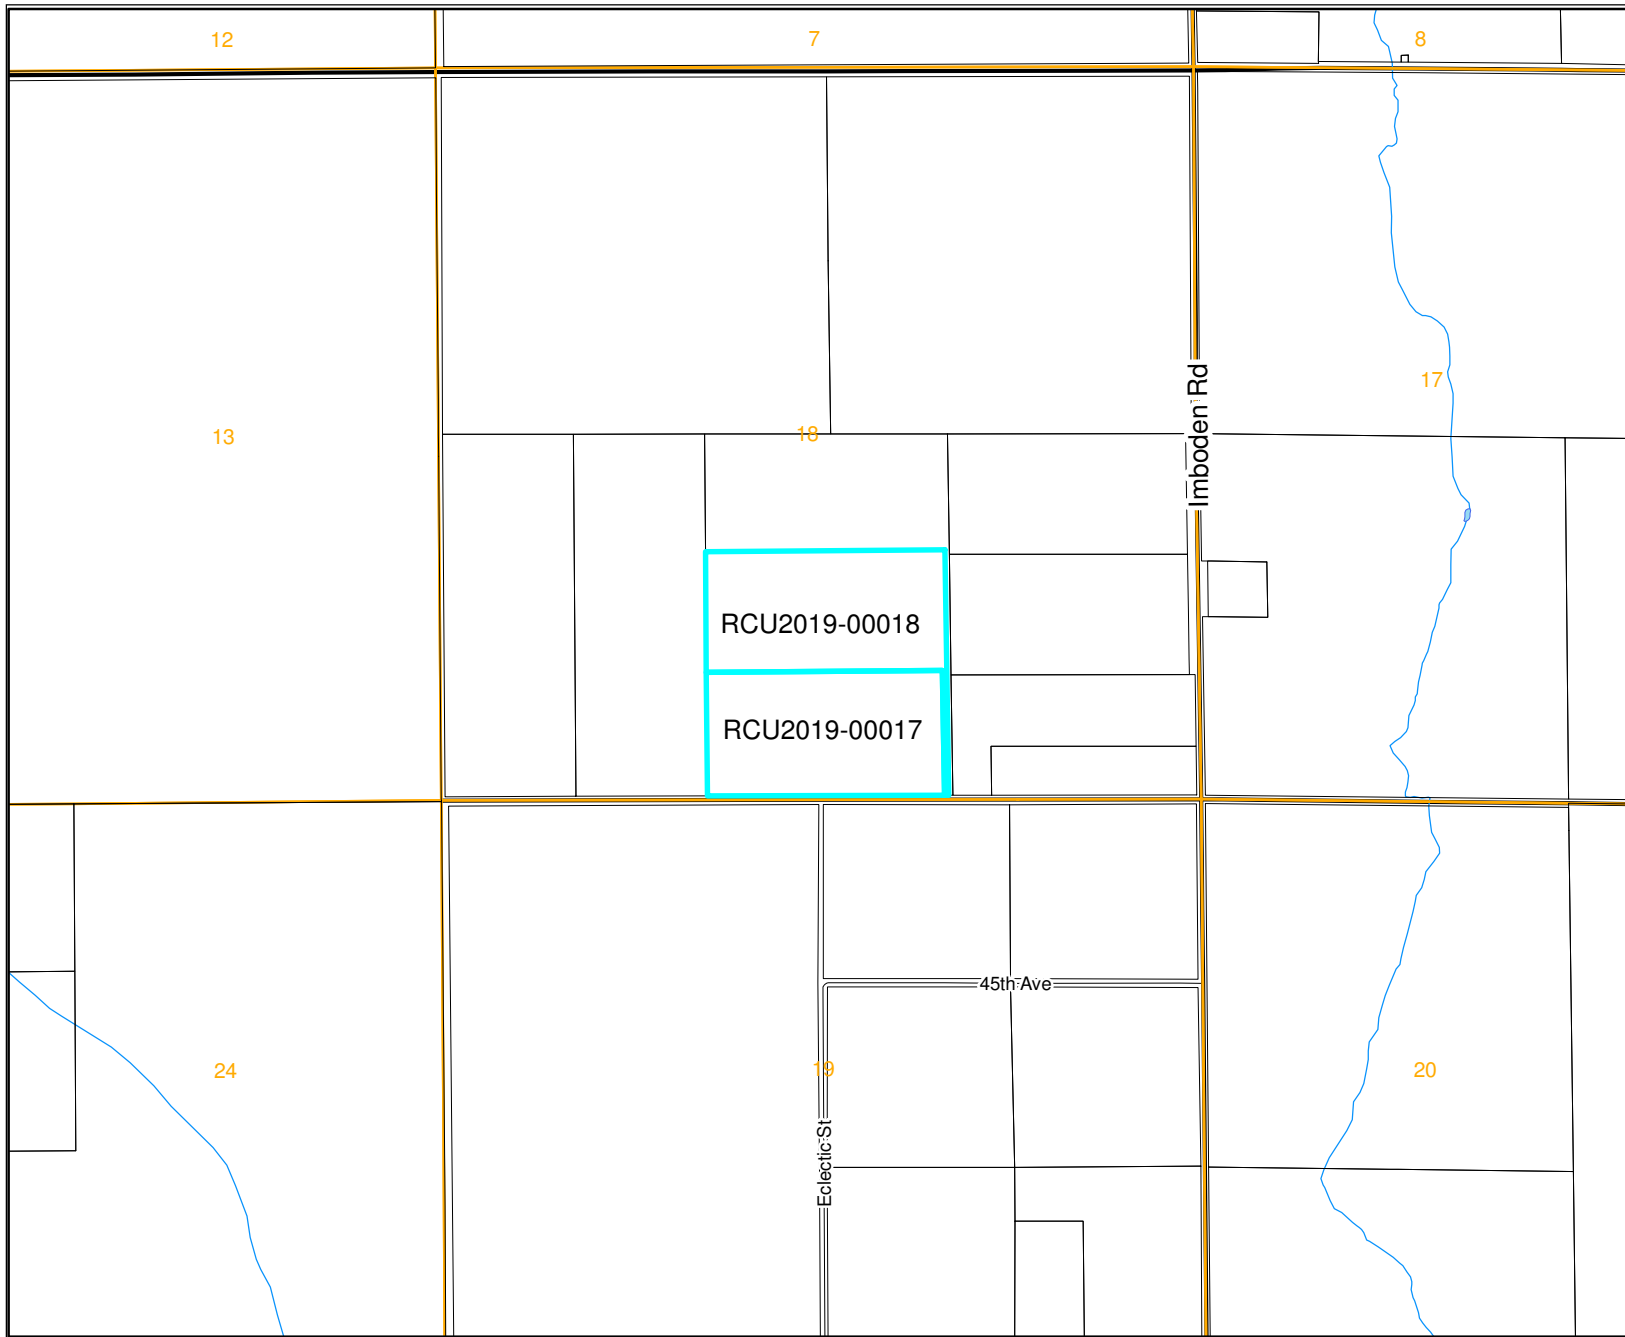 12
7
8
17
Imboden Rd
13
18
RCU2019-00018
RCU2019-00017
45th Ave
24
19
20
Eclectic St